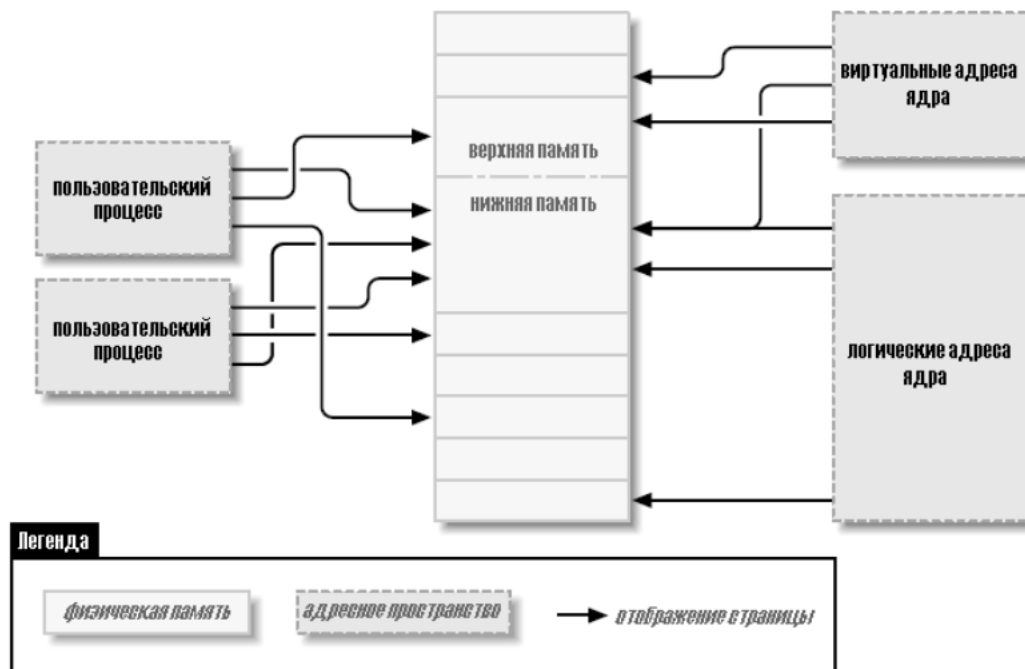 виртуальные адреса
ядра
верхняя память
пользовательский
процесс
нижняя память
пользовательский
процесс
логические адреса
ядра
Легенда
физическая память
адресное пространство
отображение страницы